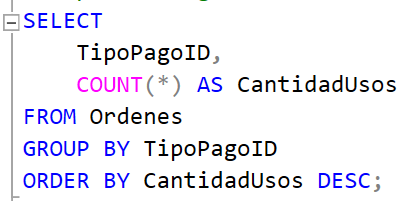 SELECT
TipoPagoID,
COUNT(*) AS CantidadUsos
FROM Ordenes
GROUP BY TipoPagoID
ORDER BY CantidadUsos DESC;